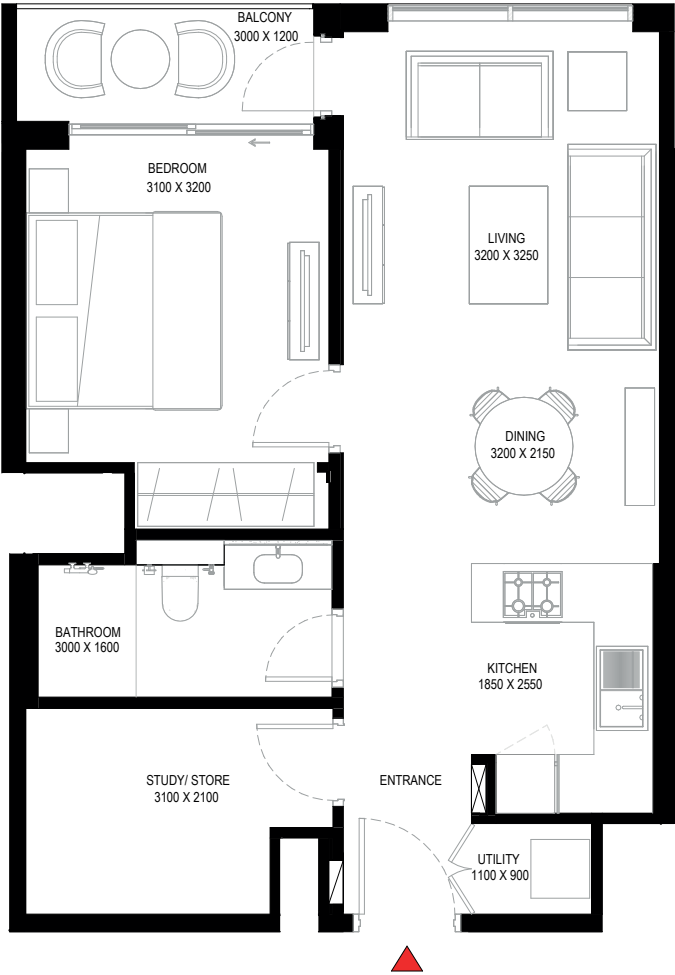 BALCONY
3000 X 1200
BEDROOM
3100 X 3200
LIVING
3200 X 3250
DINING
3200 X 2150
BATHROOM
3000 X 1600
KITCHEN
1850 X 2550
STUDY/ STORE
3100 X 2100
ENTRANCE
UTILITY
1100 X 900